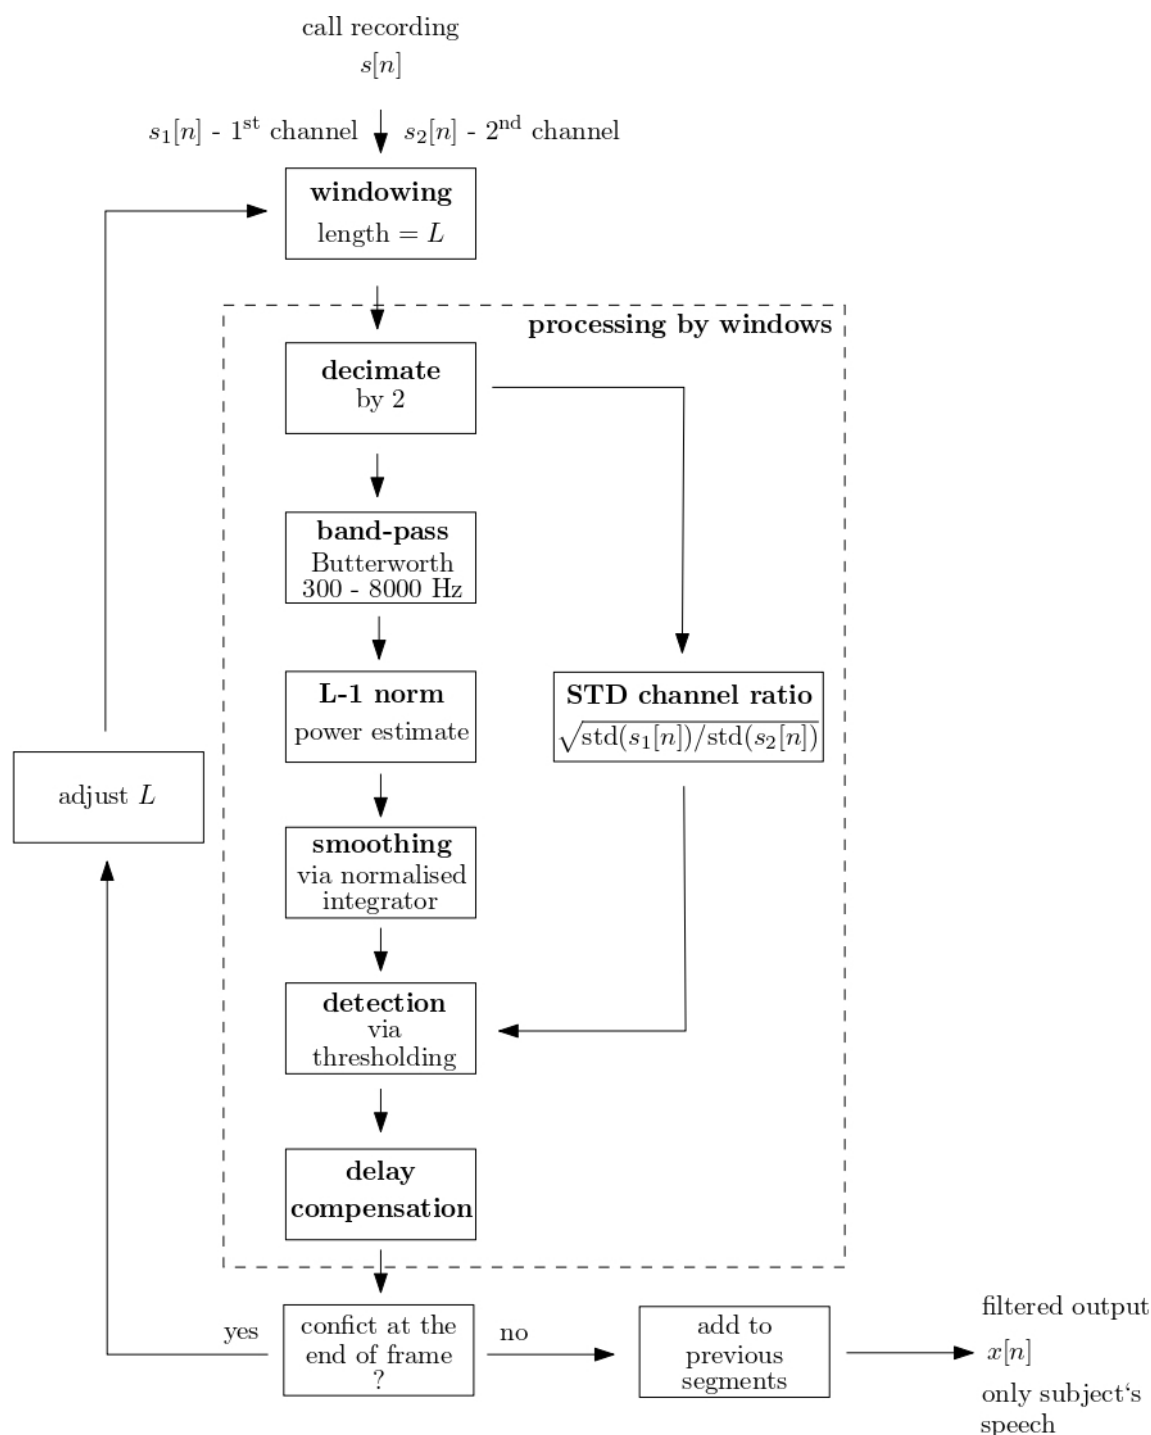 call recording
s[n]
s₁[n] - 1ˢᵗ channel s₂[n] - 2ⁿᵈ channel
windowing
length = L
processing by windows
decimate
by 2
band-pass
Butterworth
300 - 8000 Hz
L-1 norm
power estimate
STD channel ratio
√std(s₁[n])/std(s₂[n])
adjust L
smoothing
via normalised
integrator
detection
via
thresholding
delay
compensation
yes
confict at the
end of frame
?
no
add to
previous
segments
filtered output
x[n]
only subject‘s
speech